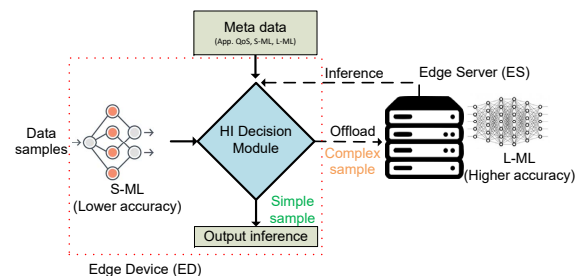 Meta data
(App. QoS, S-ML, L-ML)
Inference
Edge Server (ES)
Data
samples
HI Decision
Module
Offload
Complex
sample
S-ML
(Lower accuracy)
L-ML
(Higher accuracy)
Simple
sample
Output inference
Edge Device (ED)